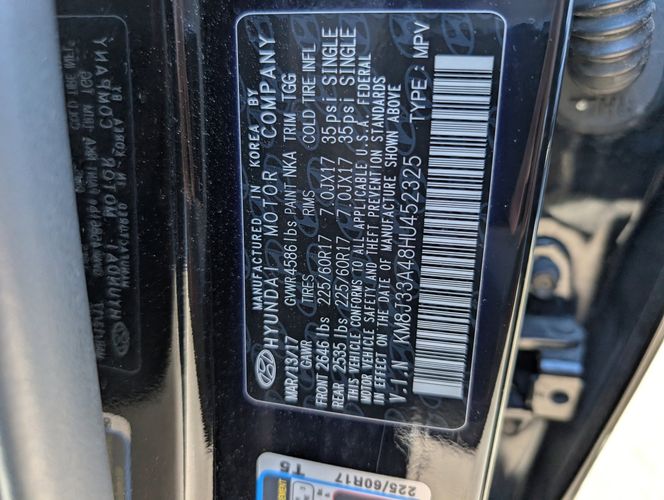 MANUFACTURED IN KOREA BY
HYUNDAI MOTOR COMPANY
MAR/13/17 GVWR 4586 lbs PAINT NKA TRIM TGG
GAWR TIRES RIMS COLD TIRE INFL
FRONT 2646 lbs 225/60R17 7.0JX17 35psi SINGLE
REAR 2535 lbs 225/60R17 7.0JX17 35psi SINGLE
THIS VEHICLE CONFORMS TO ALL APPLICABLE U.S.A. FEDERAL
MOTOR VEHICLE SAFETY AND THEFT PREVENTION STANDARDS
IN EFFECT ON THE DATE OF MANUFACTURE SHOWN ABOVE
V.I.N KM8J33A48HU452325 TYPE : MPV
225/60R17
T5